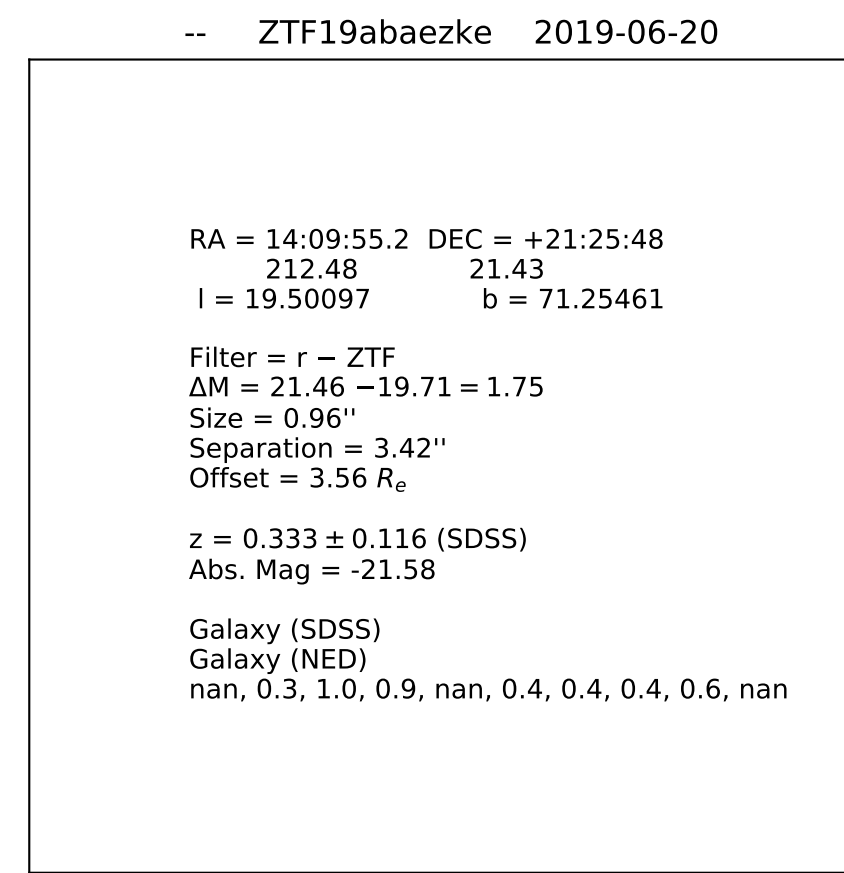 --     ZTF19abaezke    2019-06-20
RA = 14:09:55.2  DEC = +21:25:48
212.48              21.43
l = 19.50097              b = 71.25461
Filter = r − ZTF
ΔM = 21.46 −19.71 = 1.75
Size = 0.96''
Separation = 3.42''
Offset = 3.56 Rₑ
z = 0.333 ± 0.116 (SDSS)
Abs. Mag = -21.58
Galaxy (SDSS)
Galaxy (NED)
nan, 0.3, 1.0, 0.9, nan, 0.4, 0.4, 0.4, 0.6, nan